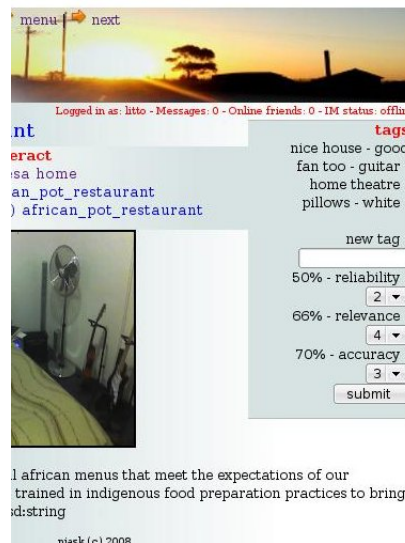 menu next
Logged in as: litto - Messages: 0 - Online friends: 0 - IM status: offlin
nt
eract
esa home
an_pot_restaurant
) african_pot_restaurant
tags
nice house - good
fan too - guitar
home theatre
pillows - white
new tag
50% - reliability
2
66% - relevance
4
70% - accuracy
3
submit
l african menus that meet the expectations of our
trained in indigenous food preparation practices to bring
sd:string
(c) 2008